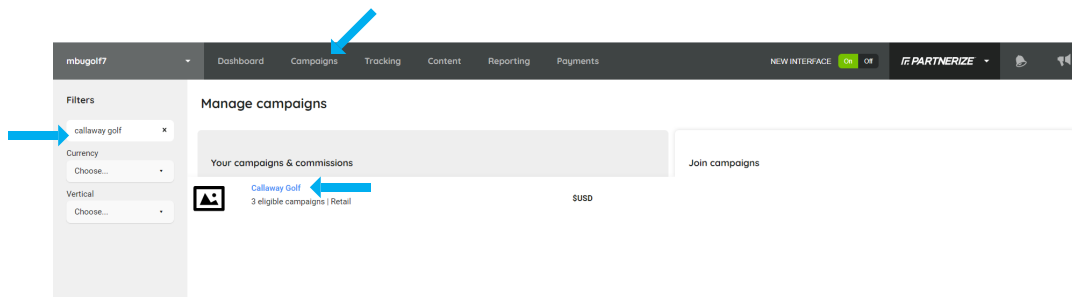 mbugolf7
Dashboard Campaigns Tracking Content Reporting Payments
NEW INTERFACE On Off
PARTNERIZE
Filters
callaway golf ×
Currency
Choose...
Vertical
Choose...
Manage campaigns
Your campaigns & commissions
Join campaigns
Callaway Golf
3 eligible campaigns | Retail
$USD